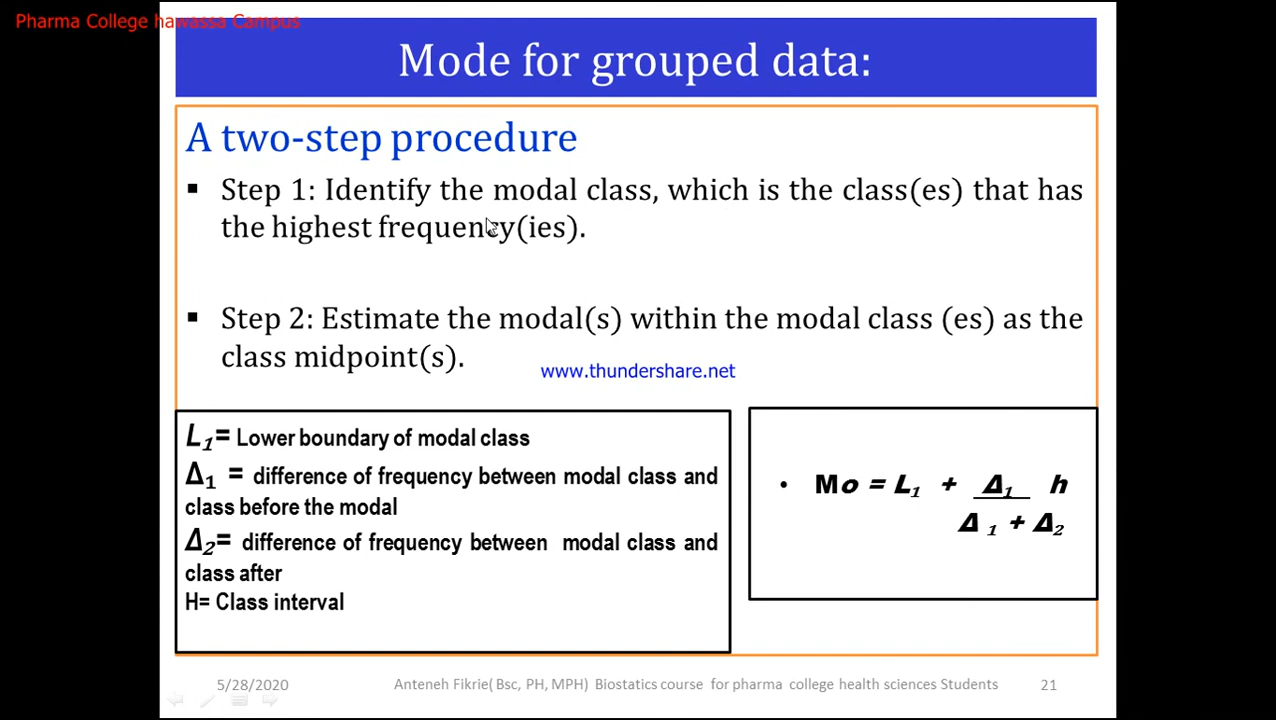 Pharma College hawassa Campus
Mode for grouped data:
A two-step procedure
▪ Step 1: Identify the modal class, which is the class(es) that has
the highest frequency(ies).
▪ Step 2: Estimate the modal(s) within the modal class (es) as the
class midpoint(s).
www.thundershare.net
L₁= Lower boundary of modal class
Δ₁ = difference of frequency between modal class and
class before the modal
Δ₂= difference of frequency between modal class and
class after
H= Class interval
• Mo = L₁ + Δ₁ h
Δ ₁ + Δ₂
5/28/2020 Anteneh Fikrie( Bsc, PH, MPH) Biostatics course for pharma college health sciences Students 21